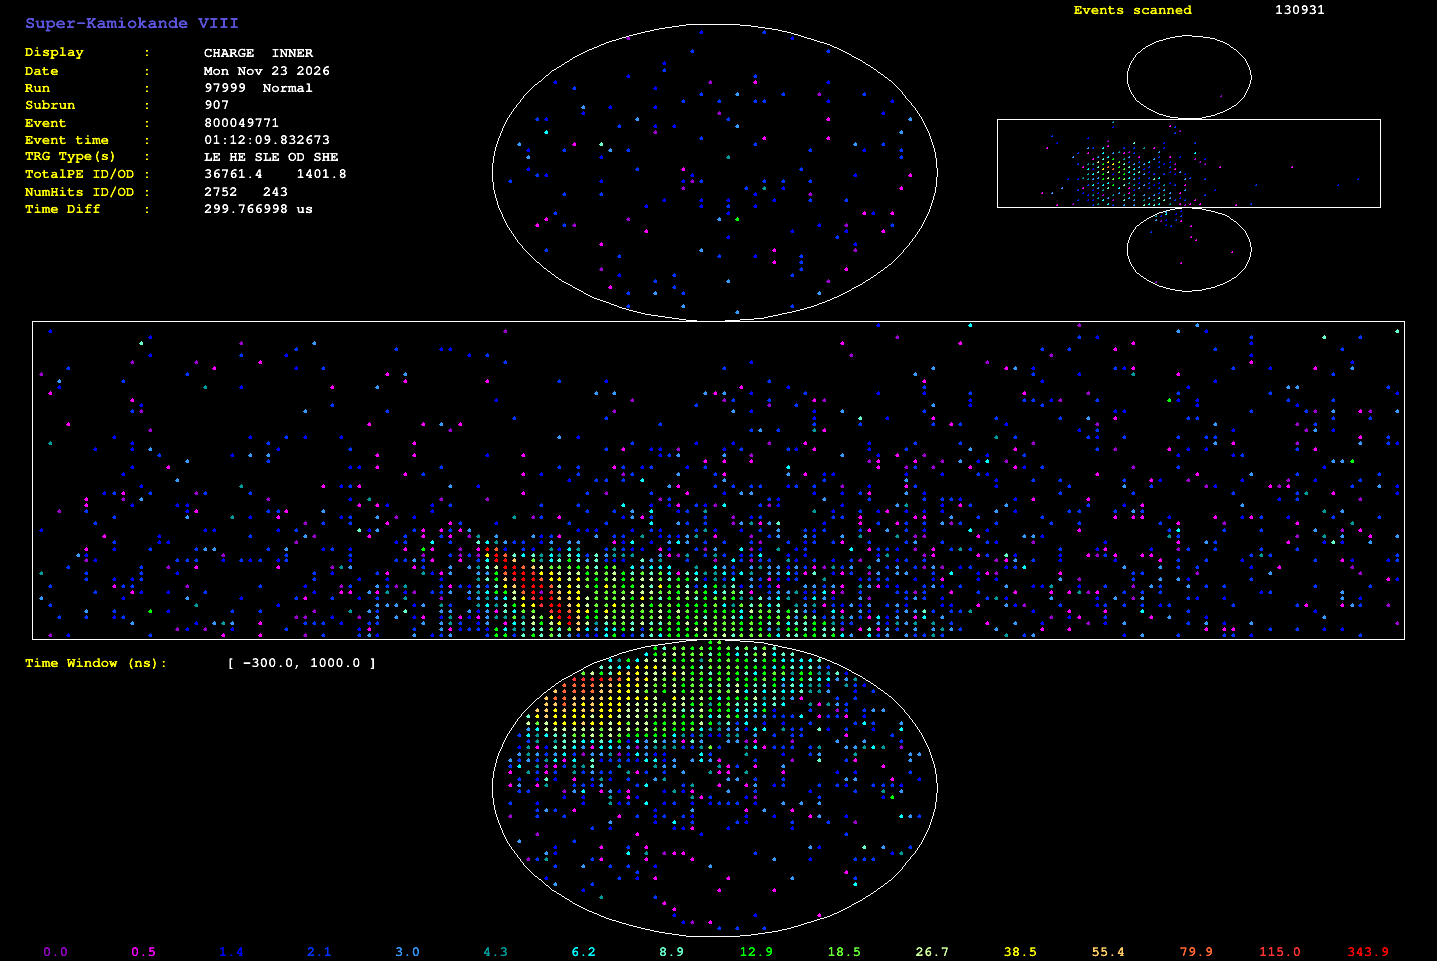 Super-Kamiokande VIII
Events scanned 130931
Display : CHARGE INNER
Date : Mon Nov 23 2026
Run : 97999 Normal
Subrun : 907
Event : 800049771
Event time : 01:12:09.832673
TRG Type(s) : LE HE SLE OD SHE
TotalPE ID/OD : 36761.4 1401.8
NumHits ID/OD : 2752 243
Time Diff : 299.766998 us
Time Window (ns): [ -300.0, 1000.0 ]
0.0 0.5 1.4 2.1 3.0 4.3 6.2 8.9 12.9 18.5 26.7 38.5 55.4 79.9 115.0 343.9